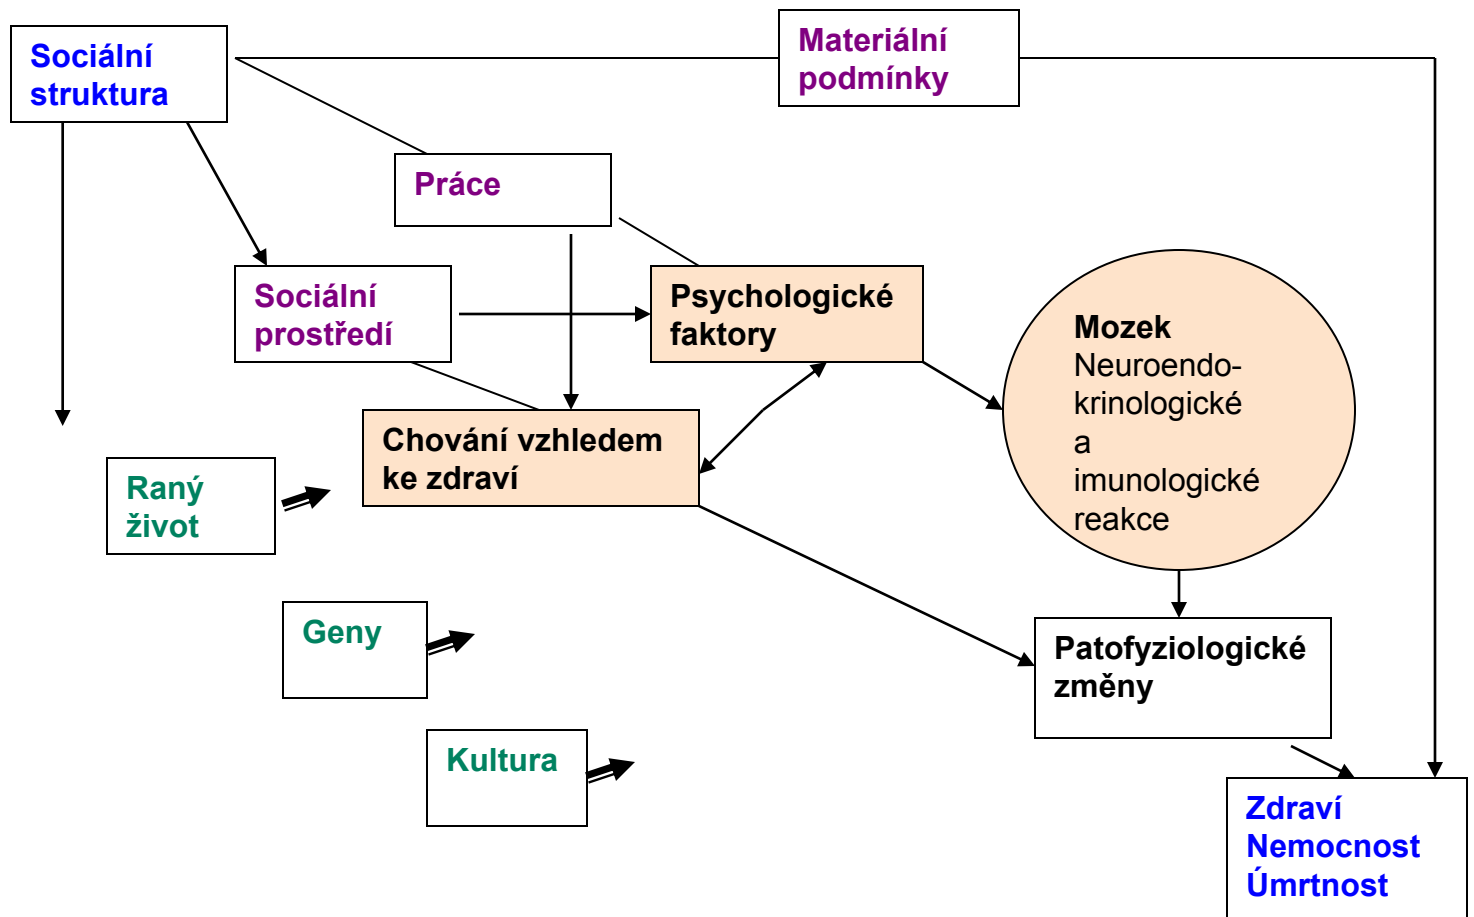 Sociální
struktura
Materiální
podmínky
Práce
Sociální
prostředí
Psychologické
faktory
Mozek
Neuroendo-
krinologické
a
imunologické
reakce
Chování vzhledem
ke zdraví
Raný
život
Geny
Patofyziologické
změny
Kultura
Zdraví
Nemocnost
Úmrtnost